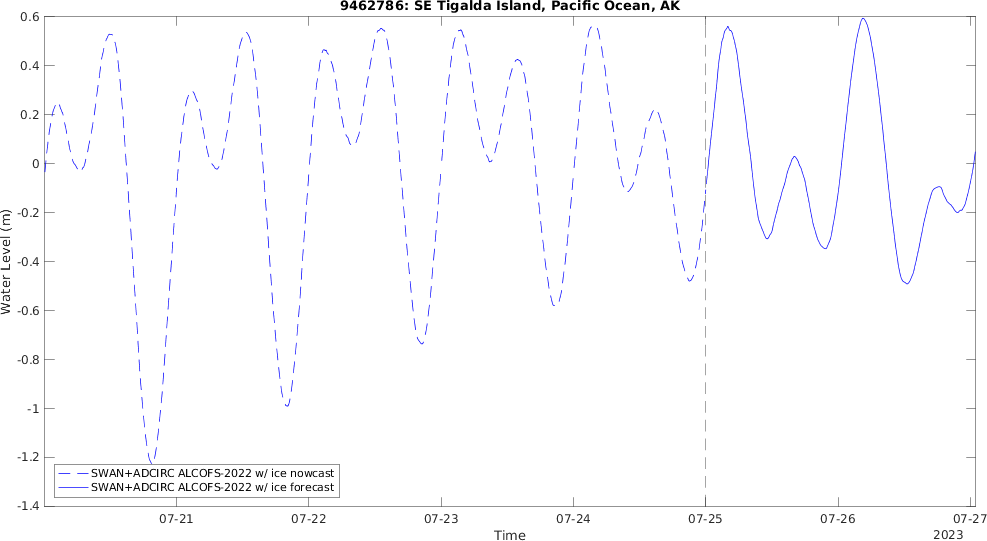 9462786: SE Tigalda Island, Pacific Ocean, AK
0.6
0.4
0.2
0
-0.2
-0.4
-0.6
-0.8
-1
-1.2
-1.4
Water Level (m)
SWAN+ADCIRC ALCOFS-2022 w/ ice nowcast
SWAN+ADCIRC ALCOFS-2022 w/ ice forecast
07-21 07-22 07-23 07-24 07-25 07-26 07-27
Time
2023